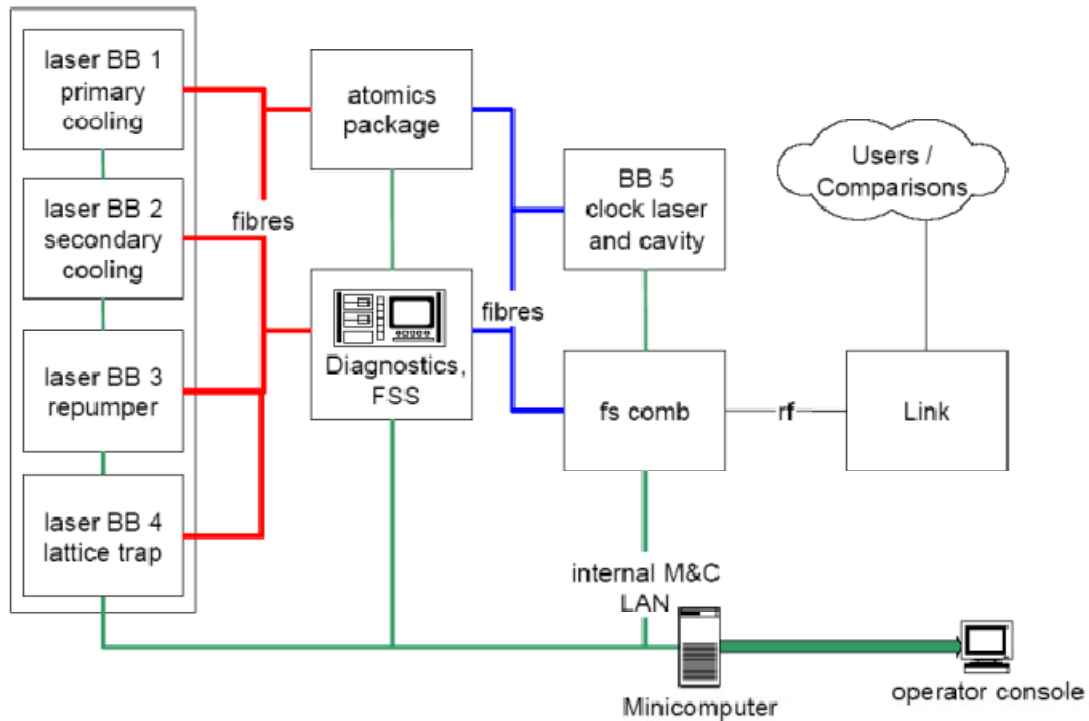 laser BB 1
primary
cooling
laser BB 2
secondary
cooling
laser BB 3
repumper
laser BB 4
lattice trap
fibres
atomics
package
Diagnostics,
FSS
fibres
BB 5
clock laser
and cavity
fs comb
rf
Link
Users /
Comparisons
internal M&C
LAN
Minicomputer
operator console